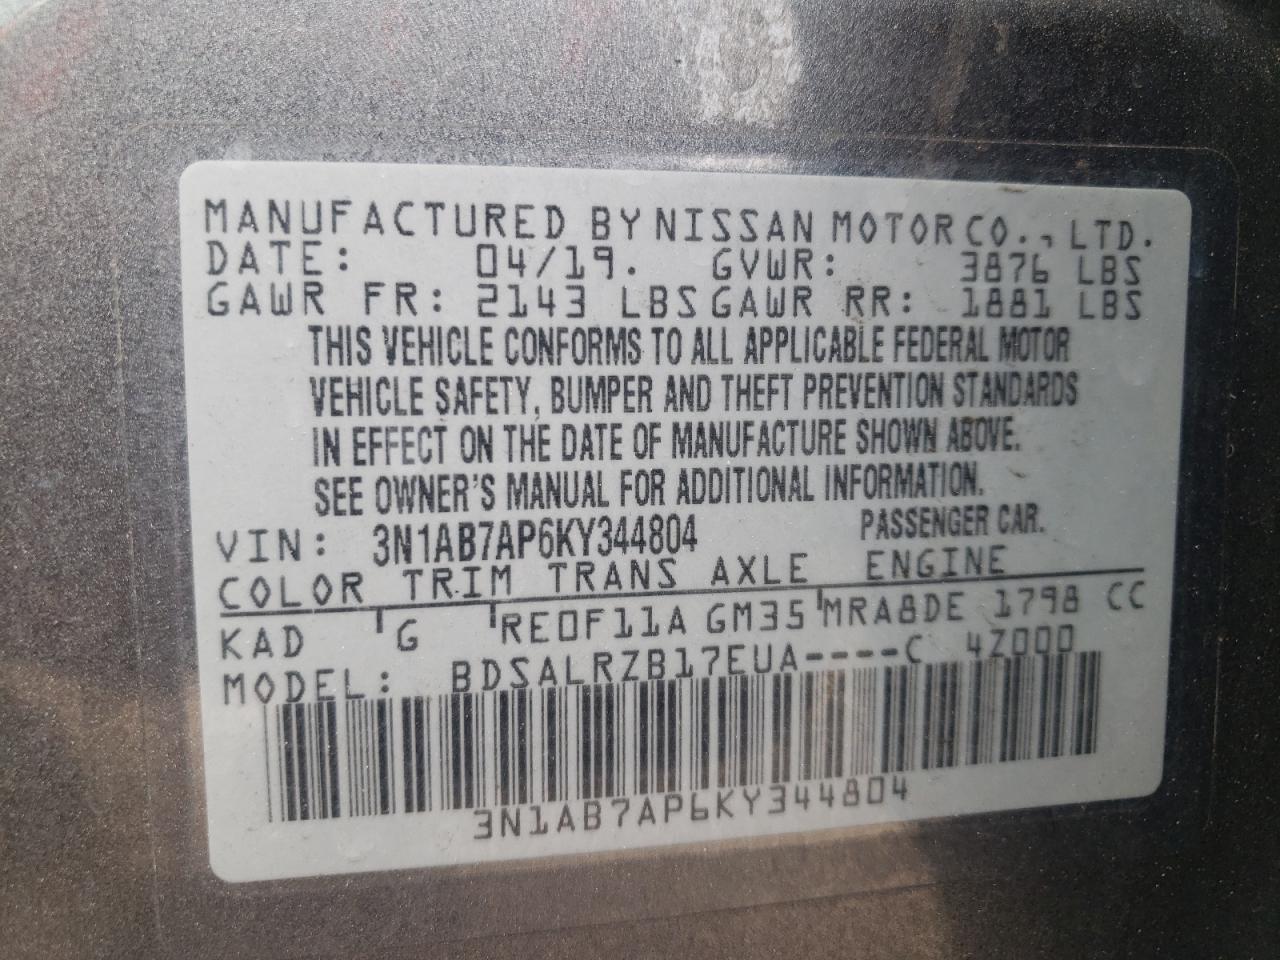 MANUFACTURED BY NISSAN MOTOR CO., LTD.
DATE: 04/19. GVWR: 3876 LBS
GAWR FR: 2143 LBS GAWR RR: 1881 LBS
THIS VEHICLE CONFORMS TO ALL APPLICABLE FEDERAL MOTOR
VEHICLE SAFETY, BUMPER AND THEFT PREVENTION STANDARDS
IN EFFECT ON THE DATE OF MANUFACTURE SHOWN ABOVE.
SEE OWNER'S MANUAL FOR ADDITIONAL INFORMATION.
VIN: 3N1AB7AP6KY344804 PASSENGER CAR.
COLOR TRIM TRANS AXLE ENGINE
KAD G RE0F11A GM35 MRA8DE 1798 CC
MODEL: BDSALRZB17EUA----C 4Z000
3N1AB7AP6KY344804